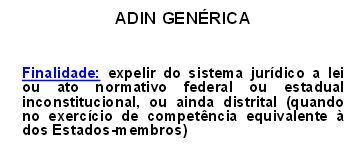 ADIN GENÉRICA
Finalidade: expelir do sistema jurídico a lei
ou ato normativo federal ou estadual
inconstitucional, ou ainda distrital (quando
no exercício de competência equivalente à
dos Estados-membros)